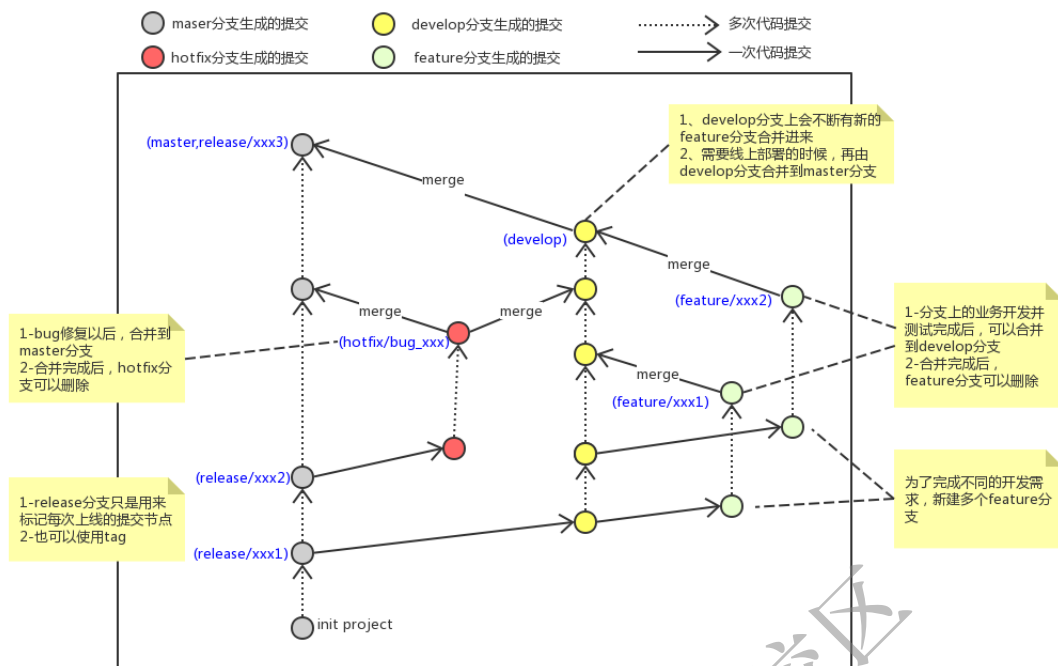 maser分支生成的提交
develop分支生成的提交
多次代码提交
hotfix分支生成的提交
feature分支生成的提交
一次代码提交
1、develop分支上会不断有新的
feature分支合并进来
2、需要线上部署的时候，再由
develop分支合并到master分支
(master,release/xxx3)
merge
(develop)
merge
(feature/xxx2)
1-分支上的业务开发并
测试完成后，可以合并
到develop分支
2-合并完成后，
feature分支可以删除
merge
merge
1-bug修复以后，合并到
master分支
2-合并完成后，hotfix分
支可以删除
(hotfix/bug_xxx)
merge
(feature/xxx1)
(release/xxx2)
为了完成不同的开发需
求，新建多个feature分
支
1-release分支只是用来
标记每次上线的提交节点
2-也可以使用tag
(release/xxx1)
init project